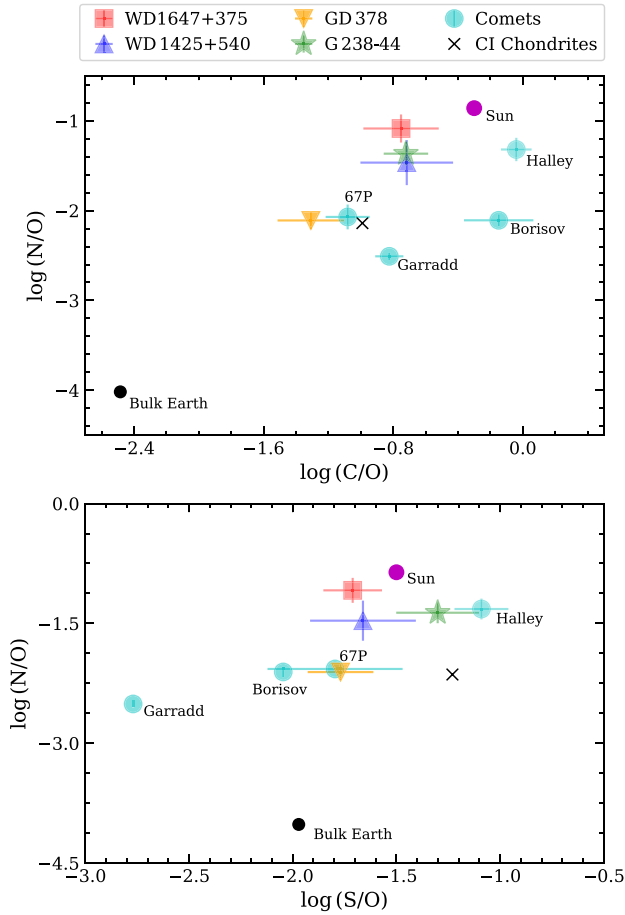 WD1647+375 GD 378 Comets
WD 1425+540 G 238-44 CI Chondrites
−1
Sun
Halley
67P
−2
Borisov
Garradd
−3
−4
Bulk Earth
log (N/O)
−2.4 −1.6 −0.8 0.0
log (C/O)
0.0
Sun
−1.5
Halley
67P
Borisov
Garradd
−3.0
Bulk Earth
−4.5
log (N/O)
−3.0 −2.5 −2.0 −1.5 −1.0 −0.5
log (S/O)